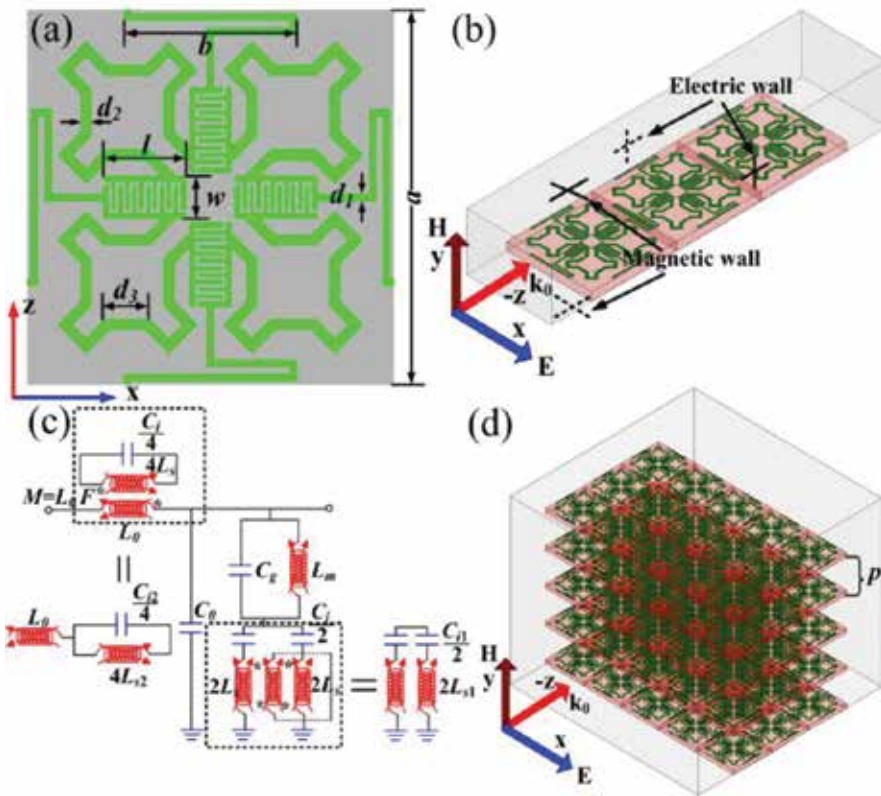 (a)
b
d2
l
w
d1
a
d3
z
x
(b)
Electric wall
Magnetic wall
H
y
k0
-z
x
E
(c)
Ci
4
4Ls
M=L0 F
L0
Cg
Lm
L0
Ci2
4
4Ls2
C0
Ci
2
2L
2Ls
Ci1
2
2Ls1
(d)
p
H
y
-z
k0
x
E